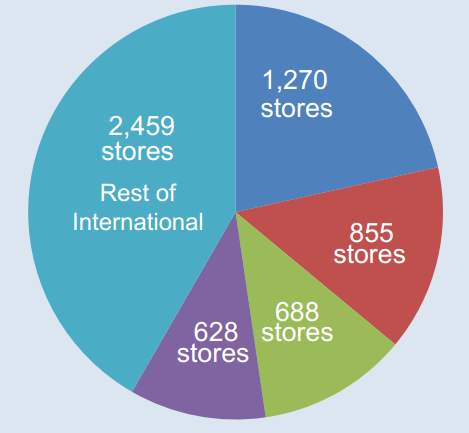 1,270
stores
2,459
stores
Rest of
International
855
stores
688
stores
628
stores